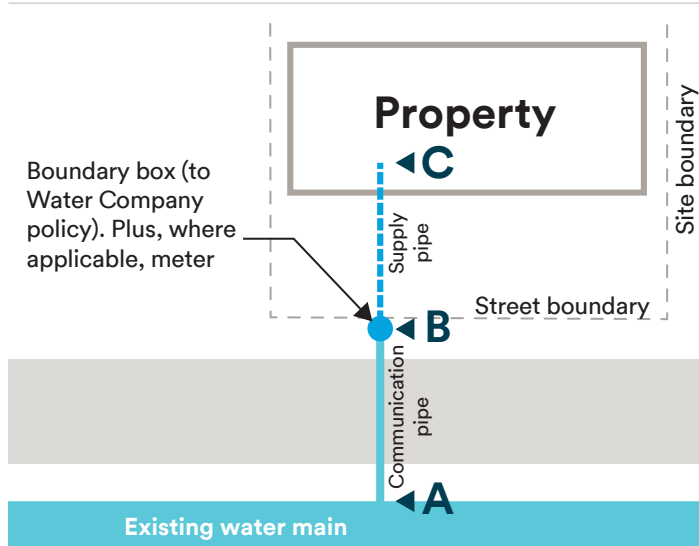 Property
C
Boundary box (to
Water Company
policy). Plus, where
applicable, meter
Supply
pipe
Site boundary
Street boundary
B
Communication
pipe
A
Existing water main